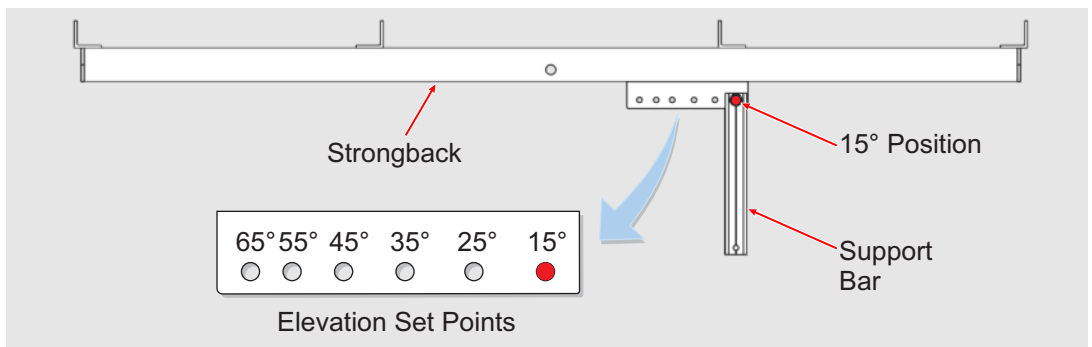 Strongback
15° Position
65° 55° 45° 35° 25° 15°
Support
Bar
Elevation Set Points